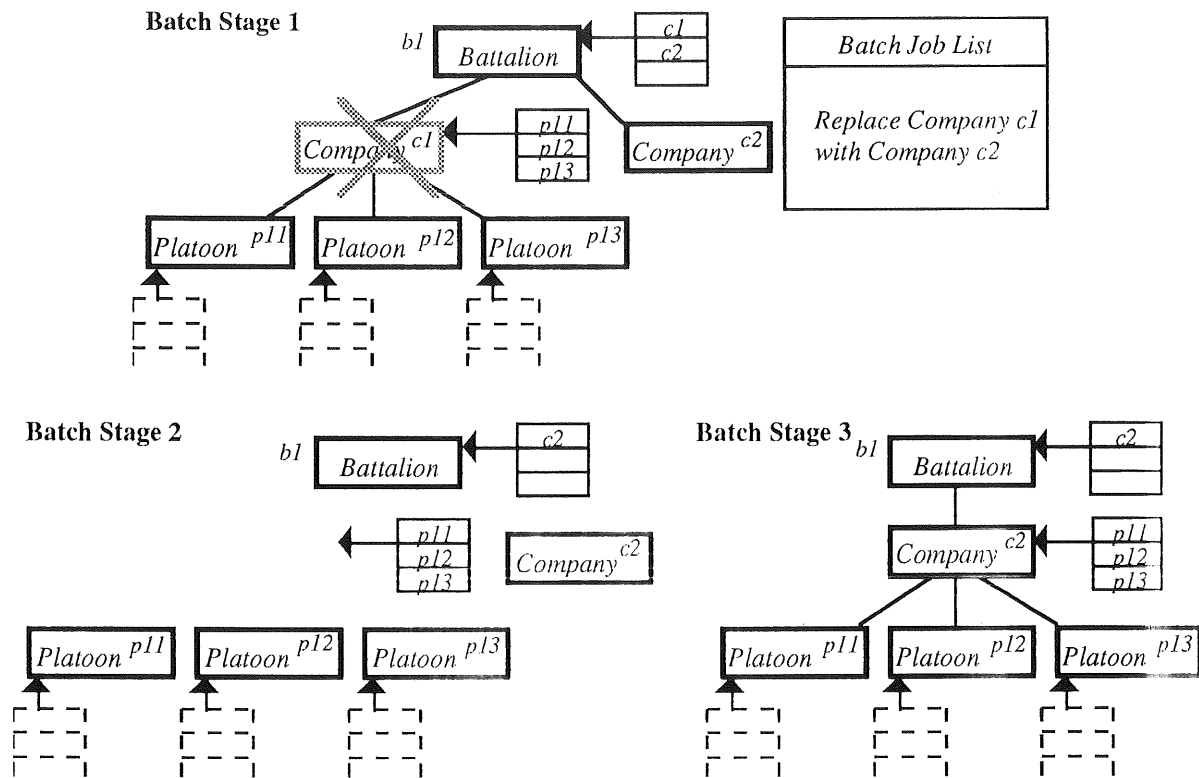 Batch Stage 1
b1
Battalion
c1
c2
Batch Job List
Replace Company c1
with Company c2
Company c1
p11
p12
p13
Company c2
Platoon p11
Platoon p12
Platoon p13
Batch Stage 2
b1
Battalion
c2
p11
p12
p13
Company c2
Platoon p11
Platoon p12
Platoon p13
Batch Stage 3
b1
Battalion
c2
Company c2
p11
p12
p13
Platoon p11
Platoon p12
Platoon p13